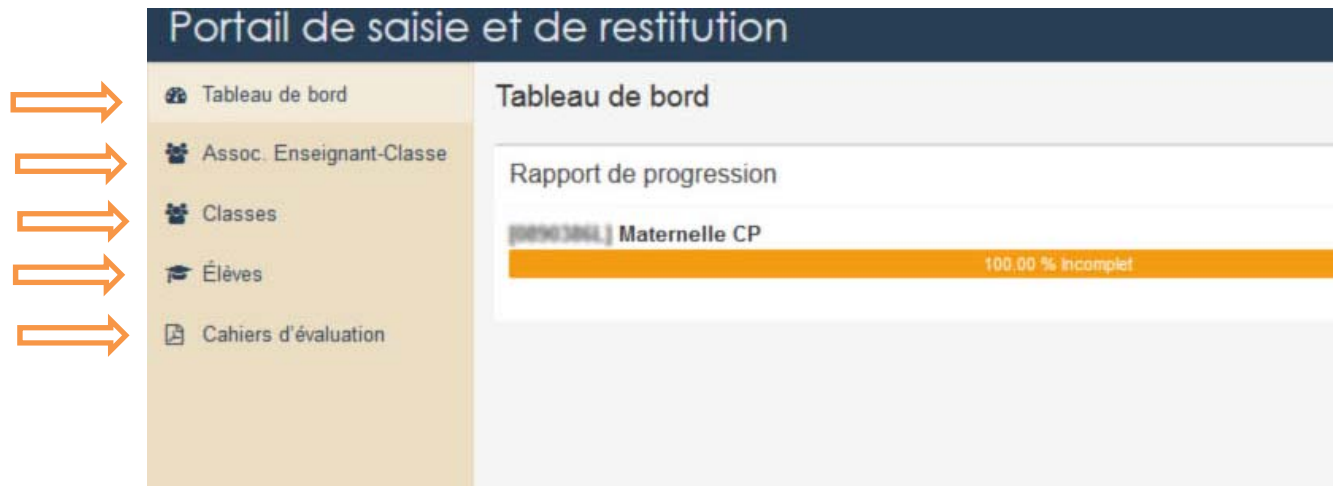 Portail de saisie et de restitution
Tableau de bord
Assoc. Enseignant-Classe
Classes
Élèves
Cahiers d'évaluation
Tableau de bord
Rapport de progression
Maternelle CP
100,00 % Incomplet